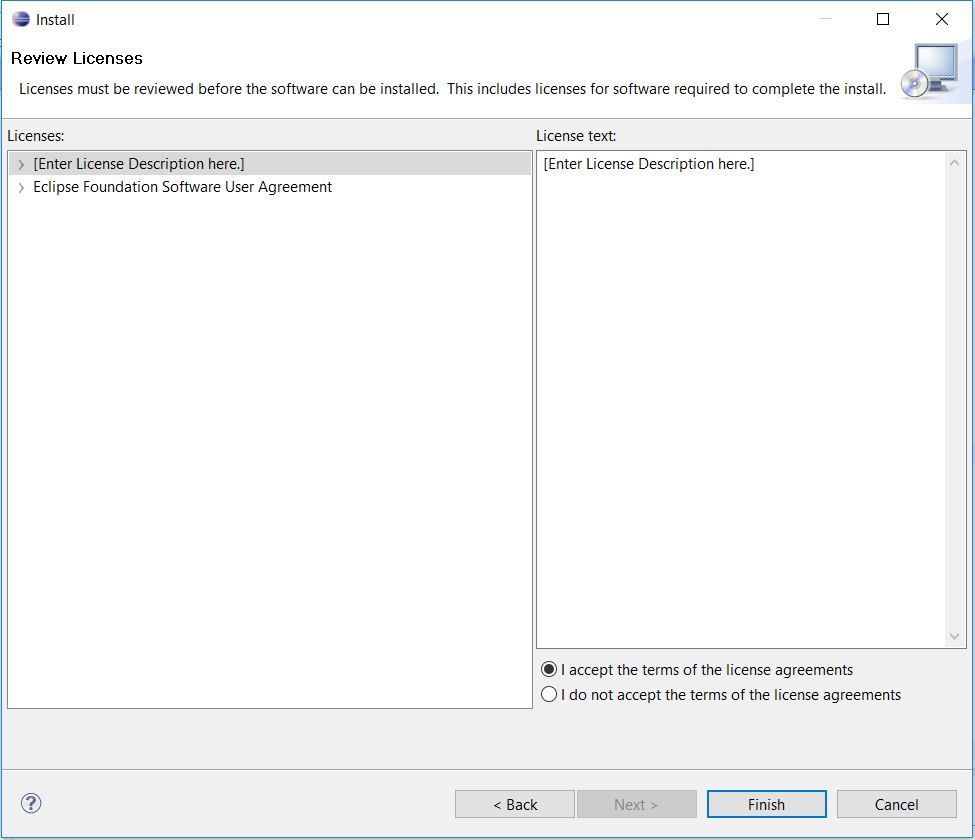 Install
Review Licenses
Licenses must be reviewed before the software can be installed.  This includes licenses for software required to complete the install.
Licenses:
[Enter License Description here.]
Eclipse Foundation Software User Agreement
License text:
[Enter License Description here.]
I accept the terms of the license agreements
I do not accept the terms of the license agreements
?
< Back
Next >
Finish
Cancel